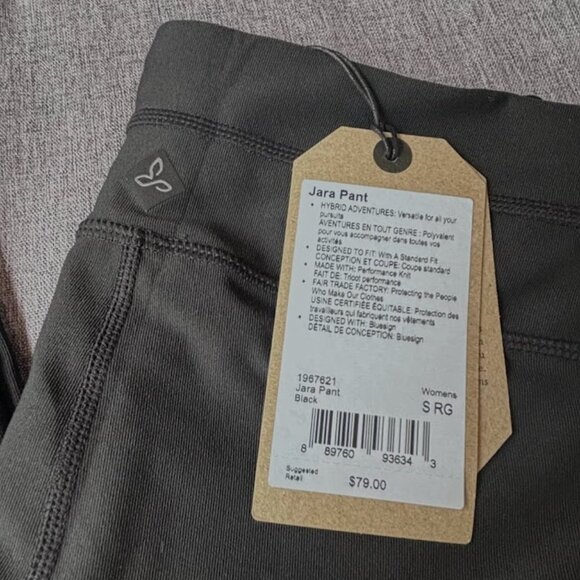 Jara Pant
• HYBRID ADVENTURES: Versatile for all your
pursuits
AVENTURES EN TOUT GENRE : Polyvalent
pour vous accompagner dans toutes vos
activités
• DESIGNED TO FIT: With A Standard Fit
CONCEPTION ET COUPE: Coupe standard
• MADE WITH: Performance Knit
FAIT DE: Tricot performance
• FAIR TRADE FACTORY: Protecting the People
Who Make Our Clothes
USINE CERTIFIÉE ÉQUITABLE: Protection des
travailleurs qui fabriquent nos vêtements
• DESIGNED WITH: Bluesign
DÉTAIL DE CONCEPTION: Bluesign
1967621
Jara Pant Womens
Black S RG
8 89760 93634 3
Suggested
Retail: $79.00